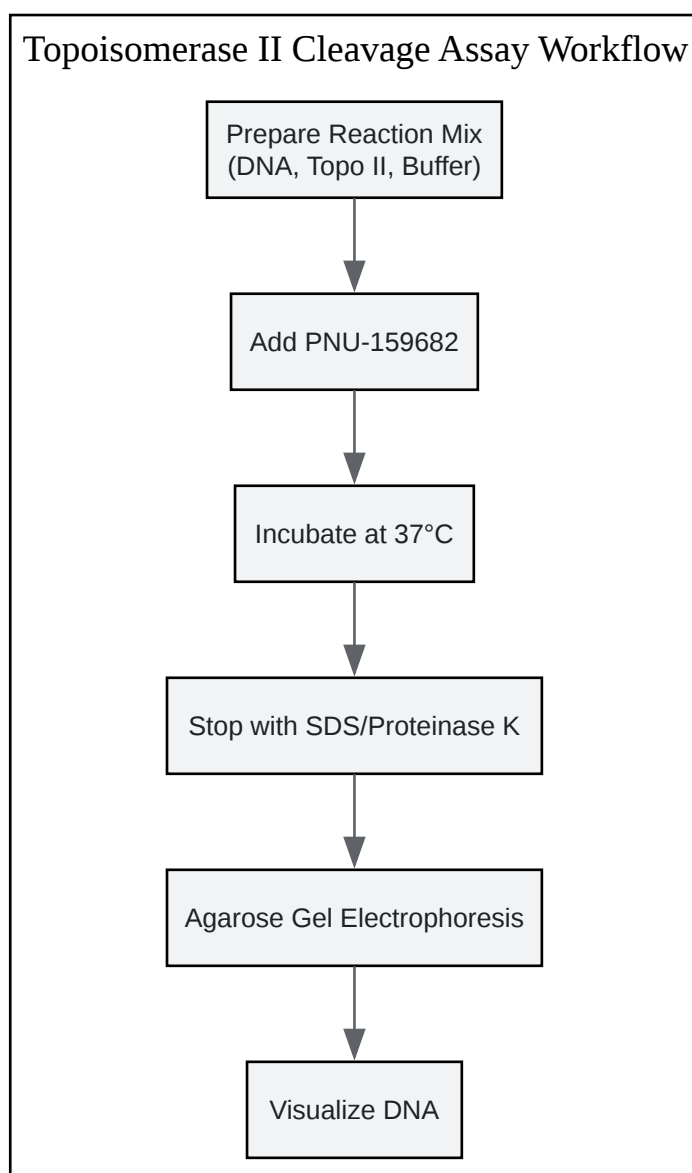 Topoisomerase II Cleavage Assay Workflow
Prepare Reaction Mix
(DNA, Topo II, Buffer)
Add PNU-159682
Incubate at 37°C
Stop with SDS/Proteinase K
Agarose Gel Electrophoresis
Visualize DNA